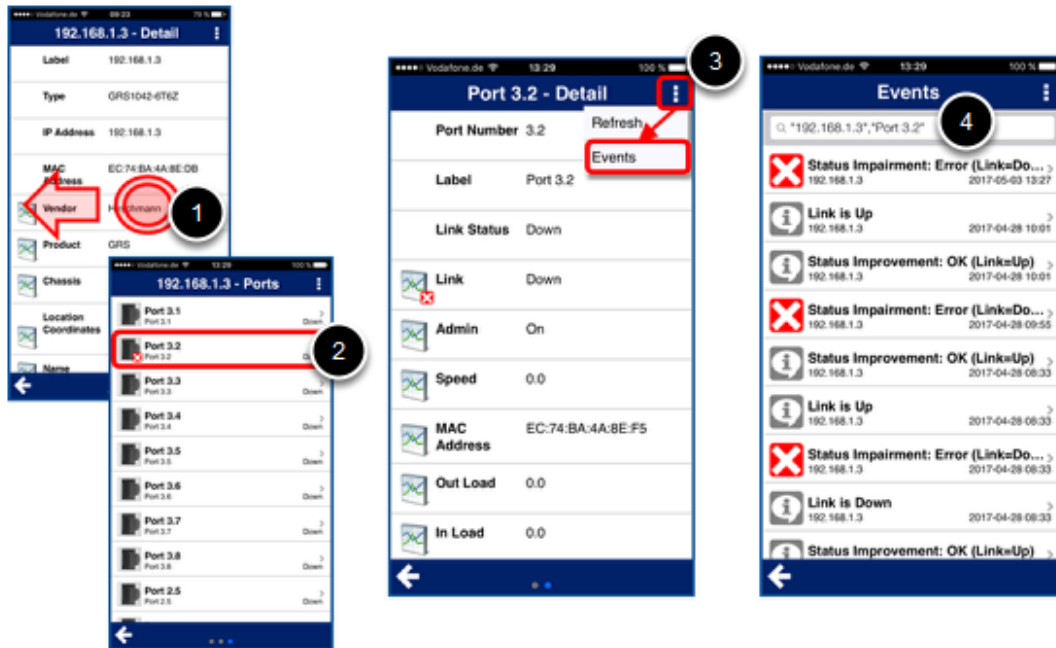 Vodafone.de 09:23 79 %
192.168.1.3 - Detail
Label 192.168.1.3
Type GRS1042-6T6Z
IP Address 192.168.1.3
MAC Address EC:74:BA:4A:8E:DB
Vendor Hirschmann
1
Product GRS
Chassis
Location Coordinates
Name
Vodafone.de 13:29 100 %
192.168.1.3 - Ports
Port 3.1
Port 3.1 Down
Port 3.2
Port 3.2
2
Port 3.3
Port 3.3 Down
Port 3.4
Port 3.4 Down
Port 3.5
Port 3.5 Down
Port 3.6
Port 3.6 Down
Port 3.7
Port 3.7 Down
Port 3.8
Port 3.8 Down
Port 2.5
Port 2.5 Down
3
Vodafone.de 13:29 100 %
Port 3.2 - Detail
Refresh
Events
Port Number 3.2
Label Port 3.2
Link Status Down
Link Down
Admin On
Speed 0.0
MAC Address EC:74:BA:4A:8E:F5
Out Load 0.0
In Load 0.0
Vodafone.de 13:29 100 %
Events
4
"192.168.1.3","Port 3.2"
Status Impairment: Error (Link=Do...
192.168.1.3 2017-05-03 13:27
Link is Up
192.168.1.3 2017-04-28 10:01
Status Improvement: OK (Link=Up)
192.168.1.3 2017-04-28 10:01
Status Impairment: Error (Link=Do...
192.168.1.3 2017-04-28 09:55
Status Improvement: OK (Link=Up)
192.168.1.3 2017-04-28 08:33
Link is Up
192.168.1.3 2017-04-28 08:33
Status Impairment: Error (Link=Do...
192.168.1.3 2017-04-28 08:33
Link is Down
192.168.1.3 2017-04-28 08:33
Status Improvement: OK (Link=Up)